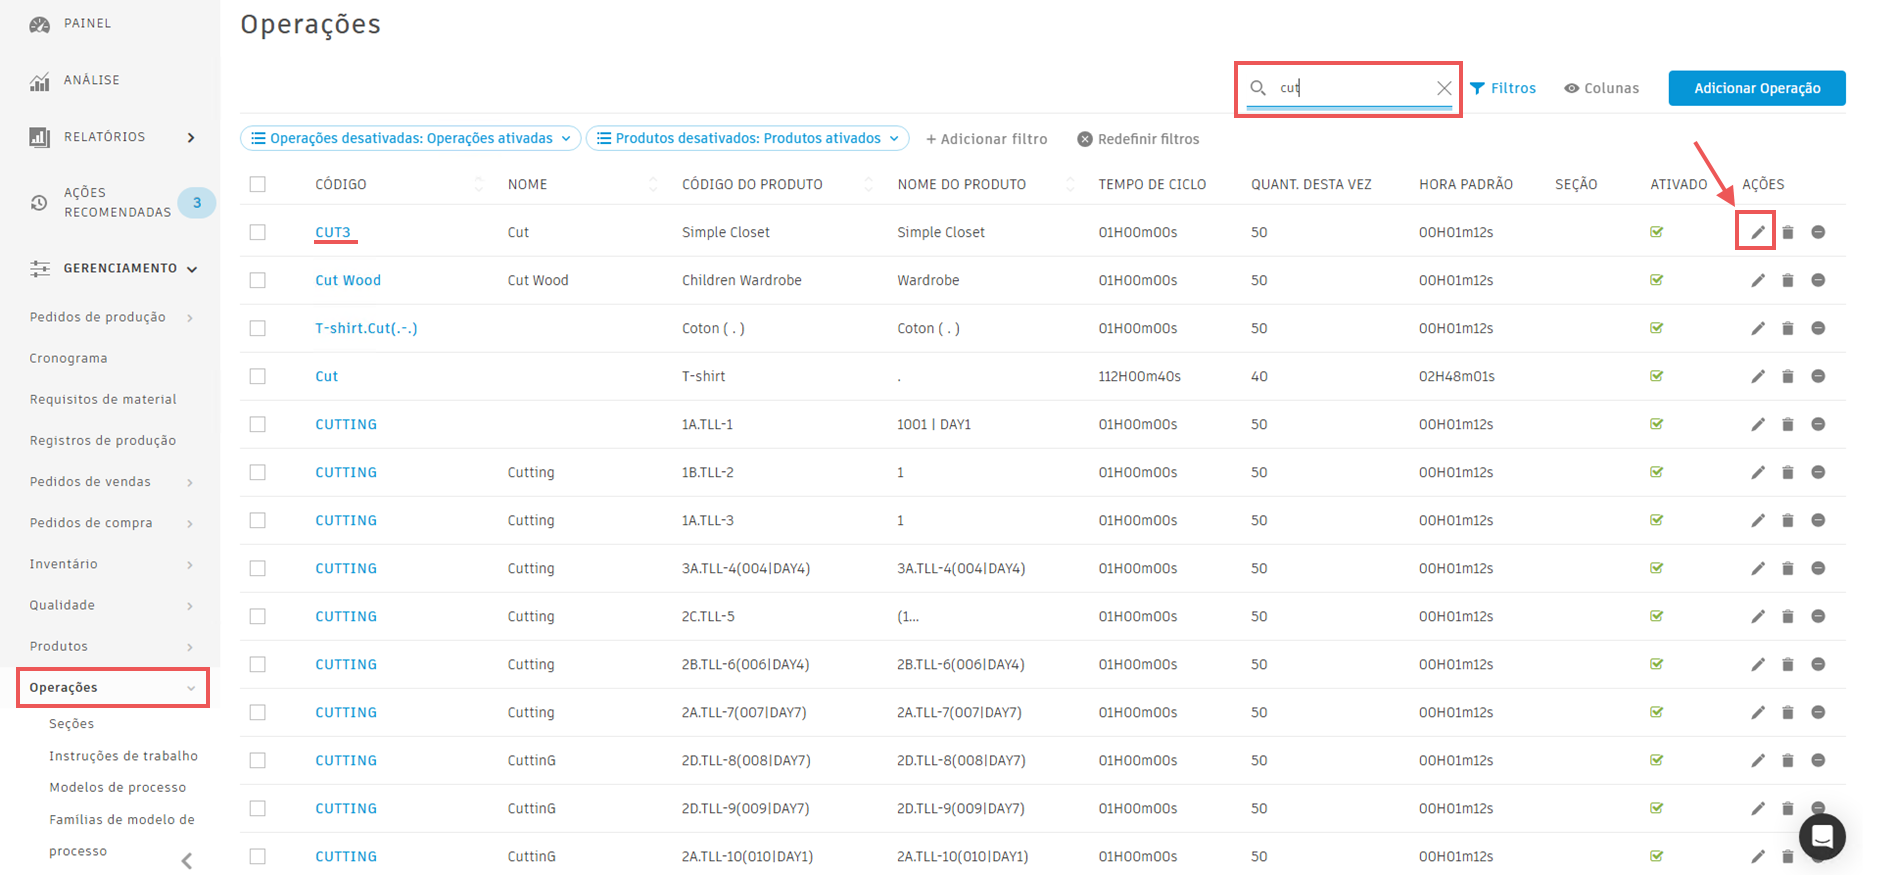 PAINEL
ANÁLISE
RELATÓRIOS
AÇÕES
RECOMENDADAS 3
GERENCIAMENTO
Pedidos de produção
Cronograma
Requisitos de material
Registros de produção
Pedidos de vendas
Pedidos de compra
Inventário
Qualidade
Produtos
Operações
Seções
Instruções de trabalho
Modelos de processo
Famílias de modelo de
processo
Operações
cut Filtros Colunas Adicionar Operação
Operações desativadas: Operações ativadas Produtos desativados: Produtos ativados + Adicionar filtro Redefinir filtros
CÓDIGO NOME CÓDIGO DO PRODUTO NOME DO PRODUTO TEMPO DE CICLO QUANT. DESTA VEZ HORA PADRÃO SEÇÃO ATIVADO AÇÕES
CUT3 Cut Simple Closet Simple Closet 01H00m00s 50 00H01m12s
Cut Wood Cut Wood Children Wardrobe Wardrobe 01H00m00s 50 00H01m12s
T-shirt.Cut(.-.) Coton ( . ) Coton ( . ) 01H00m00s 50 00H01m12s
Cut T-shirt . 112H00m40s 40 02H48m01s
CUTTING 1A.TLL-1 1001 | DAY1 01H00m00s 50 00H01m12s
CUTTING Cutting 1B.TLL-2 1 01H00m00s 50 00H01m12s
CUTTING Cutting 1A.TLL-3 1 01H00m00s 50 00H01m12s
CUTTING Cutting 3A.TLL-4(004|DAY4) 3A.TLL-4(004|DAY4) 01H00m00s 50 00H01m12s
CUTTING Cutting 2C.TLL-5 (1... 01H00m00s 50 00H01m12s
CUTTING Cutting 2B.TLL-6(006|DAY4) 2B.TLL-6(006|DAY4) 01H00m00s 50 00H01m12s
CUTTING Cutting 2A.TLL-7(007|DAY7) 2A.TLL-7(007|DAY7) 01H00m00s 50 00H01m12s
CUTTING CuttinG 2D.TLL-8(008|DAY7) 2D.TLL-8(008|DAY7) 01H00m00s 50 00H01m12s
CUTTING CuttinG 2D.TLL-9(009|DAY7) 2D.TLL-9(009|DAY7) 01H00m00s 50 00H01m12s
CUTTING CuttinG 2A.TLL-10(010|DAY1) 2A.TLL-10(010|DAY1) 01H00m00s 50 00H01m12s